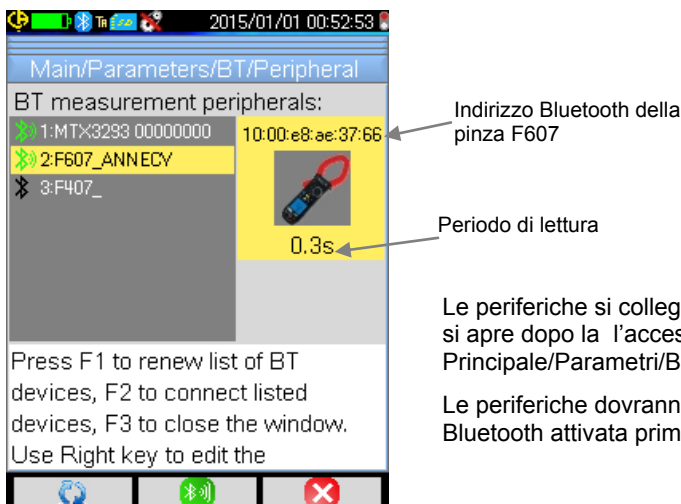 2015/01/01 00:52:53
Main/Parameters/BT/Peripheral
BT measurement peripherals:
1:MTX3293 00000000
2:F607_ANNECY
3:F407_
10:00:e8:ae:37:66
0.3s
Press F1 to renew list of BT
devices, F2 to connect listed
devices, F3 to close the window.
Use Right key to edit the
Indirizzo Bluetooth della
pinza F607
Periodo di lettura
Le periferiche si colleg
si apre dopo la l'acces
Principale/Parametri/B
Le periferiche dovrann
Bluetooth attivata prim